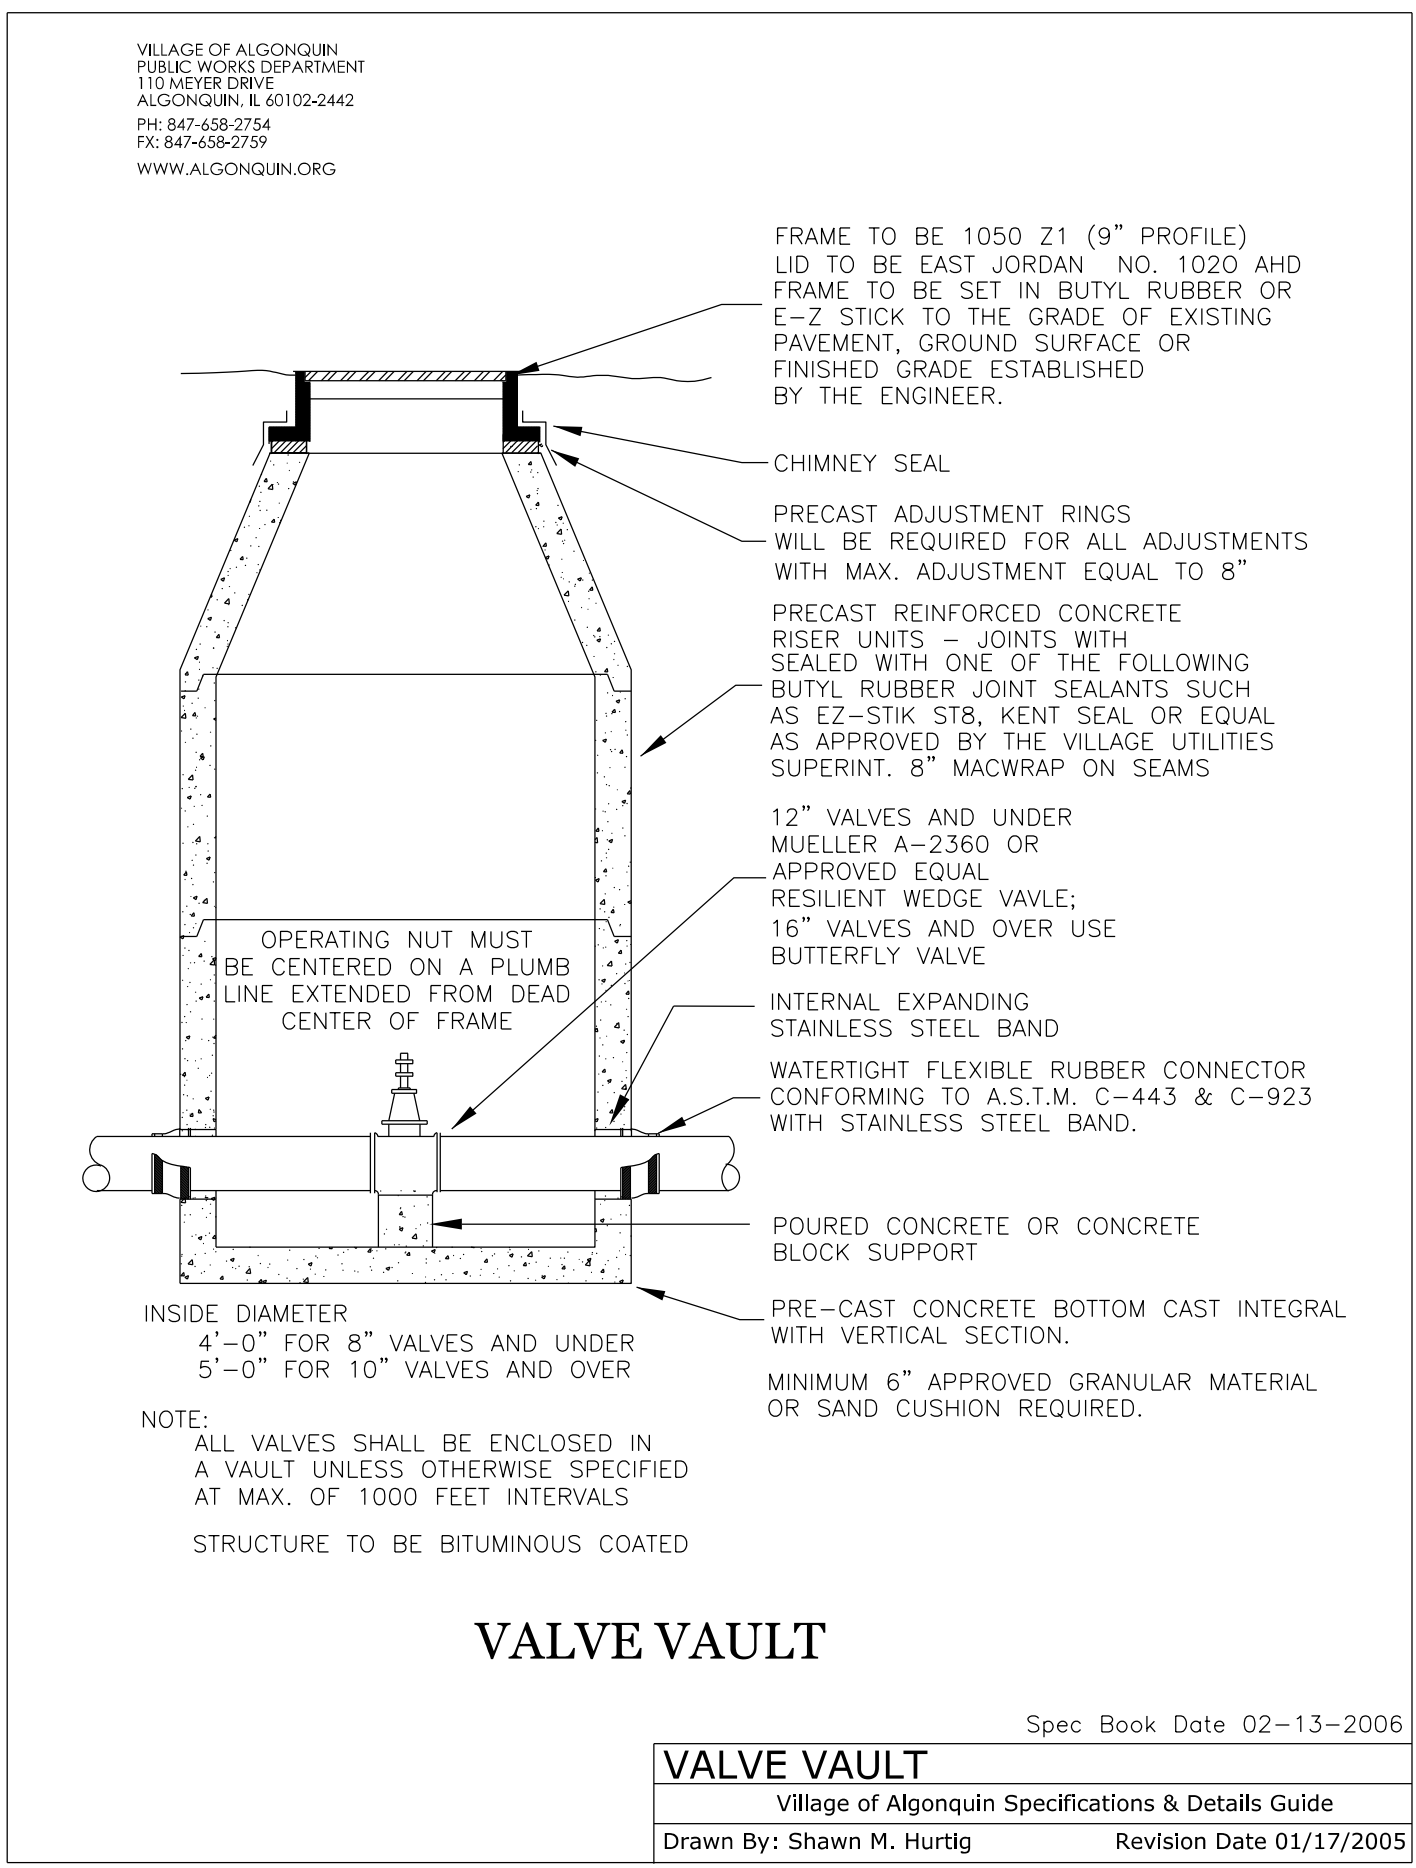 VILLAGE OF ALGONQUIN
PUBLIC WORKS DEPARTMENT
110 MEYER DRIVE
ALGONQUIN, IL 60102-2442
PH: 847-658-2754
FX: 847-658-2759
WWW.ALGONQUIN.ORG
FRAME TO BE 1050 Z1 (9" PROFILE)
LID TO BE EAST JORDAN NO. 1020 AHD
FRAME TO BE SET IN BUTYL RUBBER OR
E-Z STICK TO THE GRADE OF EXISTING
PAVEMENT, GROUND SURFACE OR
FINISHED GRADE ESTABLISHED
BY THE ENGINEER.
CHIMNEY SEAL
PRECAST ADJUSTMENT RINGS
WILL BE REQUIRED FOR ALL ADJUSTMENTS
WITH MAX. ADJUSTMENT EQUAL TO 8"
PRECAST REINFORCED CONCRETE
RISER UNITS - JOINTS WITH
SEALED WITH ONE OF THE FOLLOWING
BUTYL RUBBER JOINT SEALANTS SUCH
AS EZ-STIK ST8, KENT SEAL OR EQUAL
AS APPROVED BY THE VILLAGE UTILITIES
SUPERINT. 8" MACWRAP ON SEAMS
12" VALVES AND UNDER
MUELLER A-2360 OR
APPROVED EQUAL
RESILIENT WEDGE VAVLE;
16" VALVES AND OVER USE
BUTTERFLY VALVE
OPERATING NUT MUST
BE CENTERED ON A PLUMB
LINE EXTENDED FROM DEAD
CENTER OF FRAME
INTERNAL EXPANDING
STAINLESS STEEL BAND
WATERTIGHT FLEXIBLE RUBBER CONNECTOR
CONFORMING TO A.S.T.M. C-443 & C-923
WITH STAINLESS STEEL BAND.
POURED CONCRETE OR CONCRETE
BLOCK SUPPORT
PRE-CAST CONCRETE BOTTOM CAST INTEGRAL
WITH VERTICAL SECTION.
MINIMUM 6" APPROVED GRANULAR MATERIAL
OR SAND CUSHION REQUIRED.
INSIDE DIAMETER
4'-0" FOR 8" VALVES AND UNDER
5'-0" FOR 10" VALVES AND OVER
NOTE:
ALL VALVES SHALL BE ENCLOSED IN
A VAULT UNLESS OTHERWISE SPECIFIED
AT MAX. OF 1000 FEET INTERVALS
STRUCTURE TO BE BITUMINOUS COATED
VALVE VAULT
Spec Book Date 02-13-2006
VALVE VAULT
Village of Algonquin Specifications & Details Guide
Drawn By: Shawn M. Hurtig Revision Date 01/17/2005